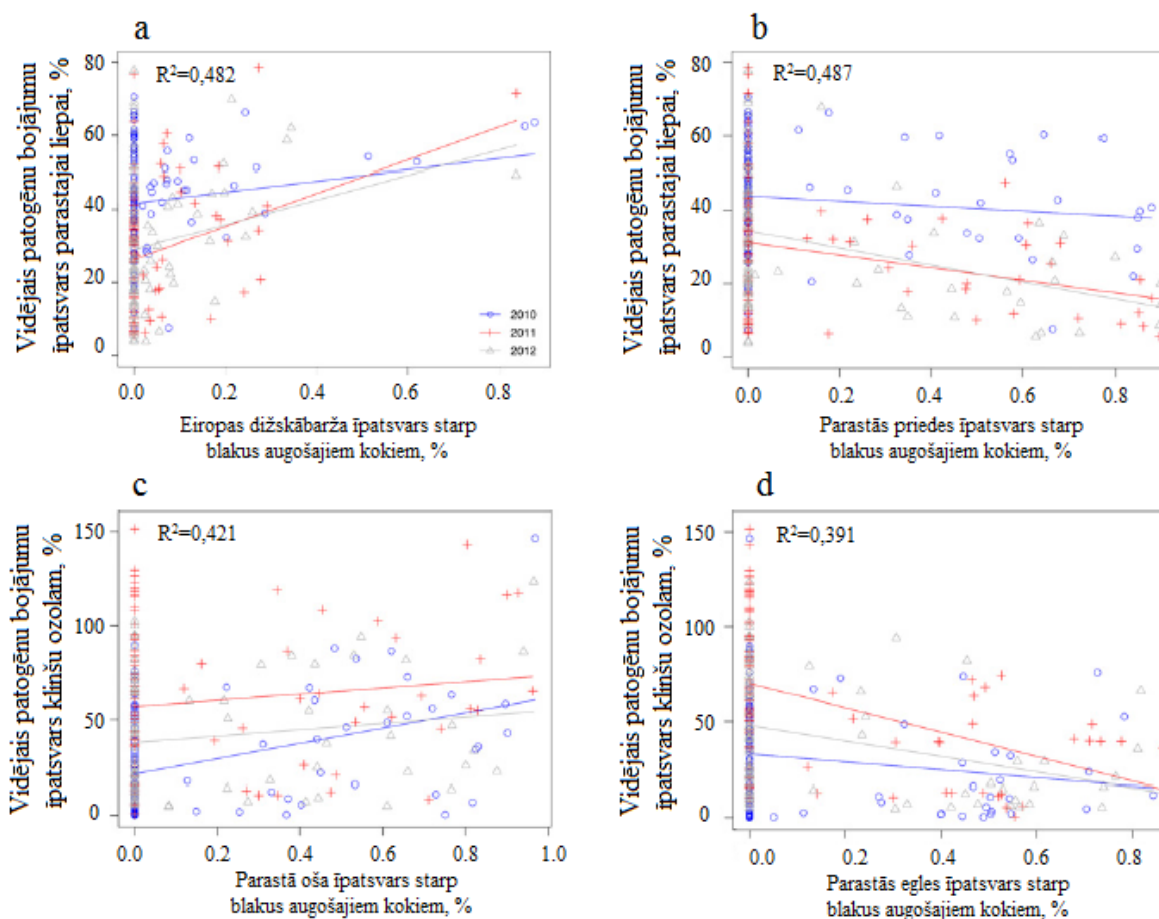 a
R²=0,482
Vidējais patogēnu bojājumu
īpatsvars parastajai liepai, %
80
60
40
20
0
2010
2011
2012
0.0 0.2 0.4 0.6 0.8
Eiropas dižskābarža īpatsvars starp
blakus augošajiem kokiem, %
b
R²=0,487
Vidējais patogēnu bojājumu
īpatsvars parastajai liepai, %
80
60
40
20
0
0.0 0.2 0.4 0.6 0.8
Parastās priedes īpatsvars starp
blakus augošajiem kokiem, %
c
R²=0,421
Vidējais patogēnu bojājumu
īpatsvars klinšu ozolam, %
150
100
50
0
0.0 0.2 0.4 0.6 0.8 1.0
Parastā oša īpatsvars starp
blakus augošajiem kokiem, %
d
R²=0,391
Vidējais patogēnu bojājumu
īpatsvars klinšu ozolam, %
150
100
50
0
0.0 0.2 0.4 0.6 0.8
Parastās egles īpatsvars starp
blakus augošajiem kokiem, %